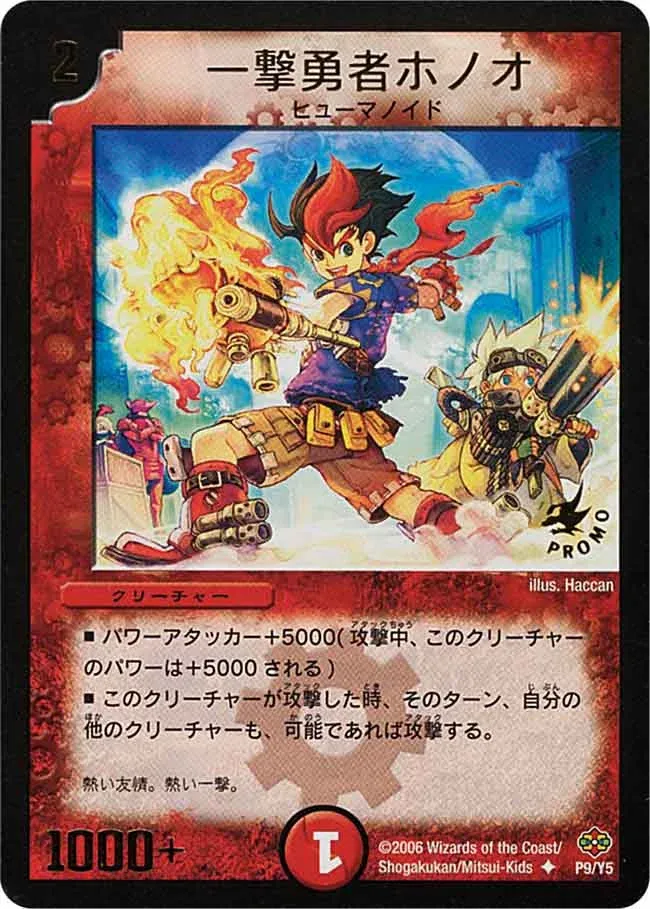 2
一撃勇者ホノオ
ヒューマノイド
PROMO
illus. Haccan
クリーチャー
■ パワーアタッカー+5000(攻撃中、このクリーチャー
のパワーは+5000 される)
■ このクリーチャーが攻撃した時、そのターン、自分の
他のクリーチャーも、可能であれば攻撃する。
熱い友情。熱い一撃。
1000+
1
©2006 Wizards of the Coast/
Shogakukan/Mitsui-Kids
P9/Y5